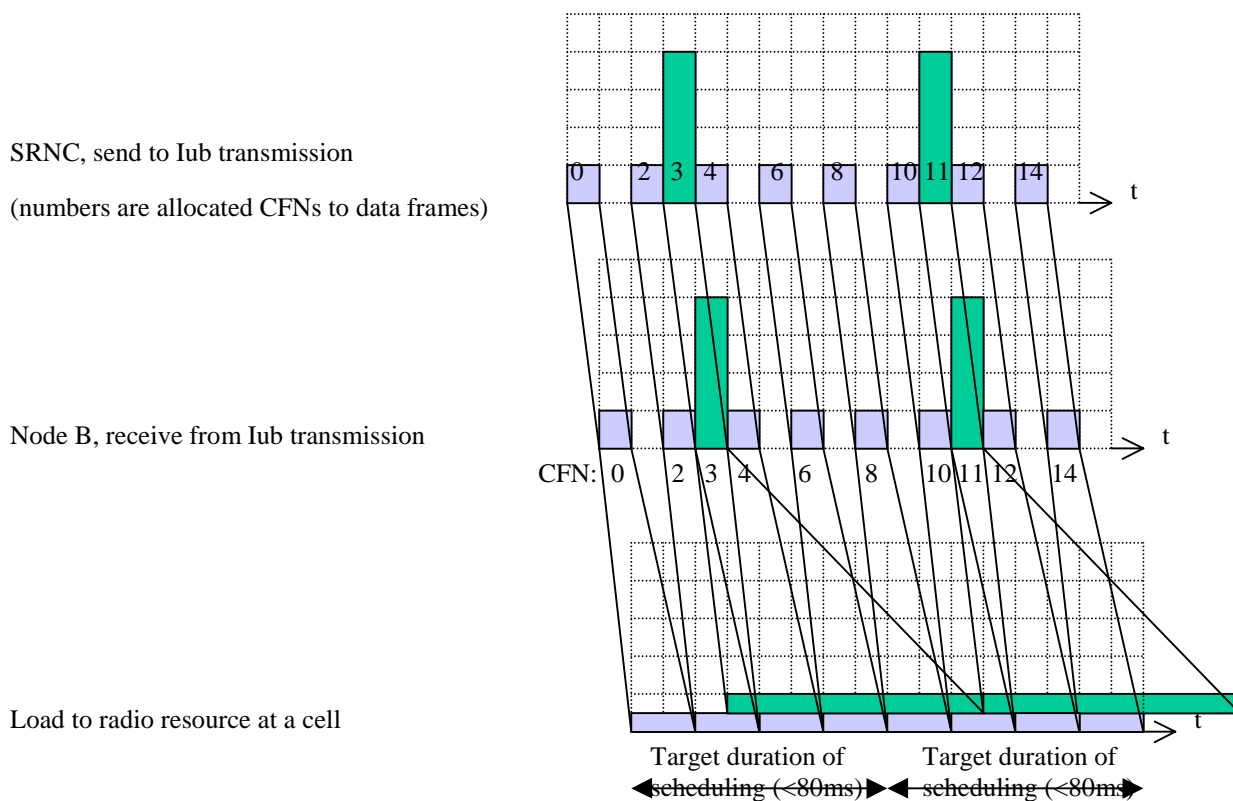 0 2 3 4 6 8 10 11 12 14
SRNC, send to Iub transmission
t
(numbers are allocated CFNs to data frames)
Node B, receive from Iub transmission
t
CFN: 0 2 3 4 6 8 10 11 12 14
Load to radio resource at a cell
t
Target duration of
scheduling (<80ms)
Target duration of
scheduling (<80ms)